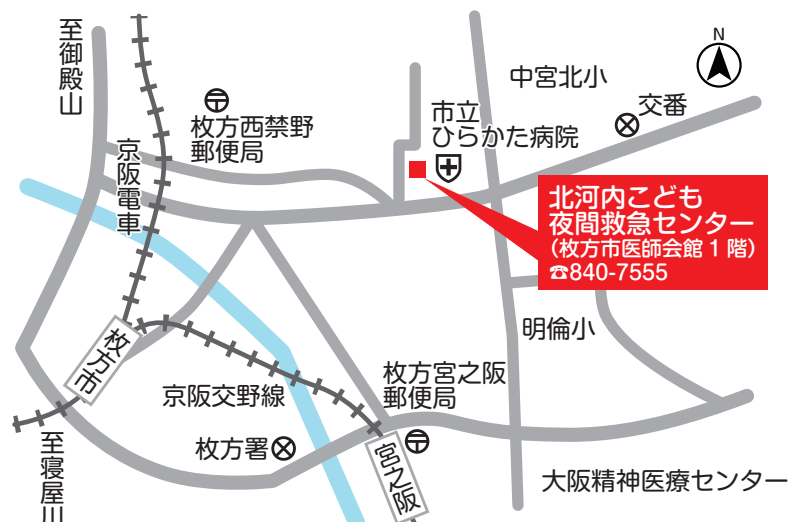 至御殿山
N
中宮北小
交番
枚方西禁野
郵便局
市立
ひらかた病院
京阪電車
北河内こども
夜間救急センター
（枚方市医師会館1階）
☎840-7555
明倫小
枚方市
京阪交野線
枚方宮之阪
郵便局
枚方署
宮之阪
至寝屋川
大阪精神医療センター